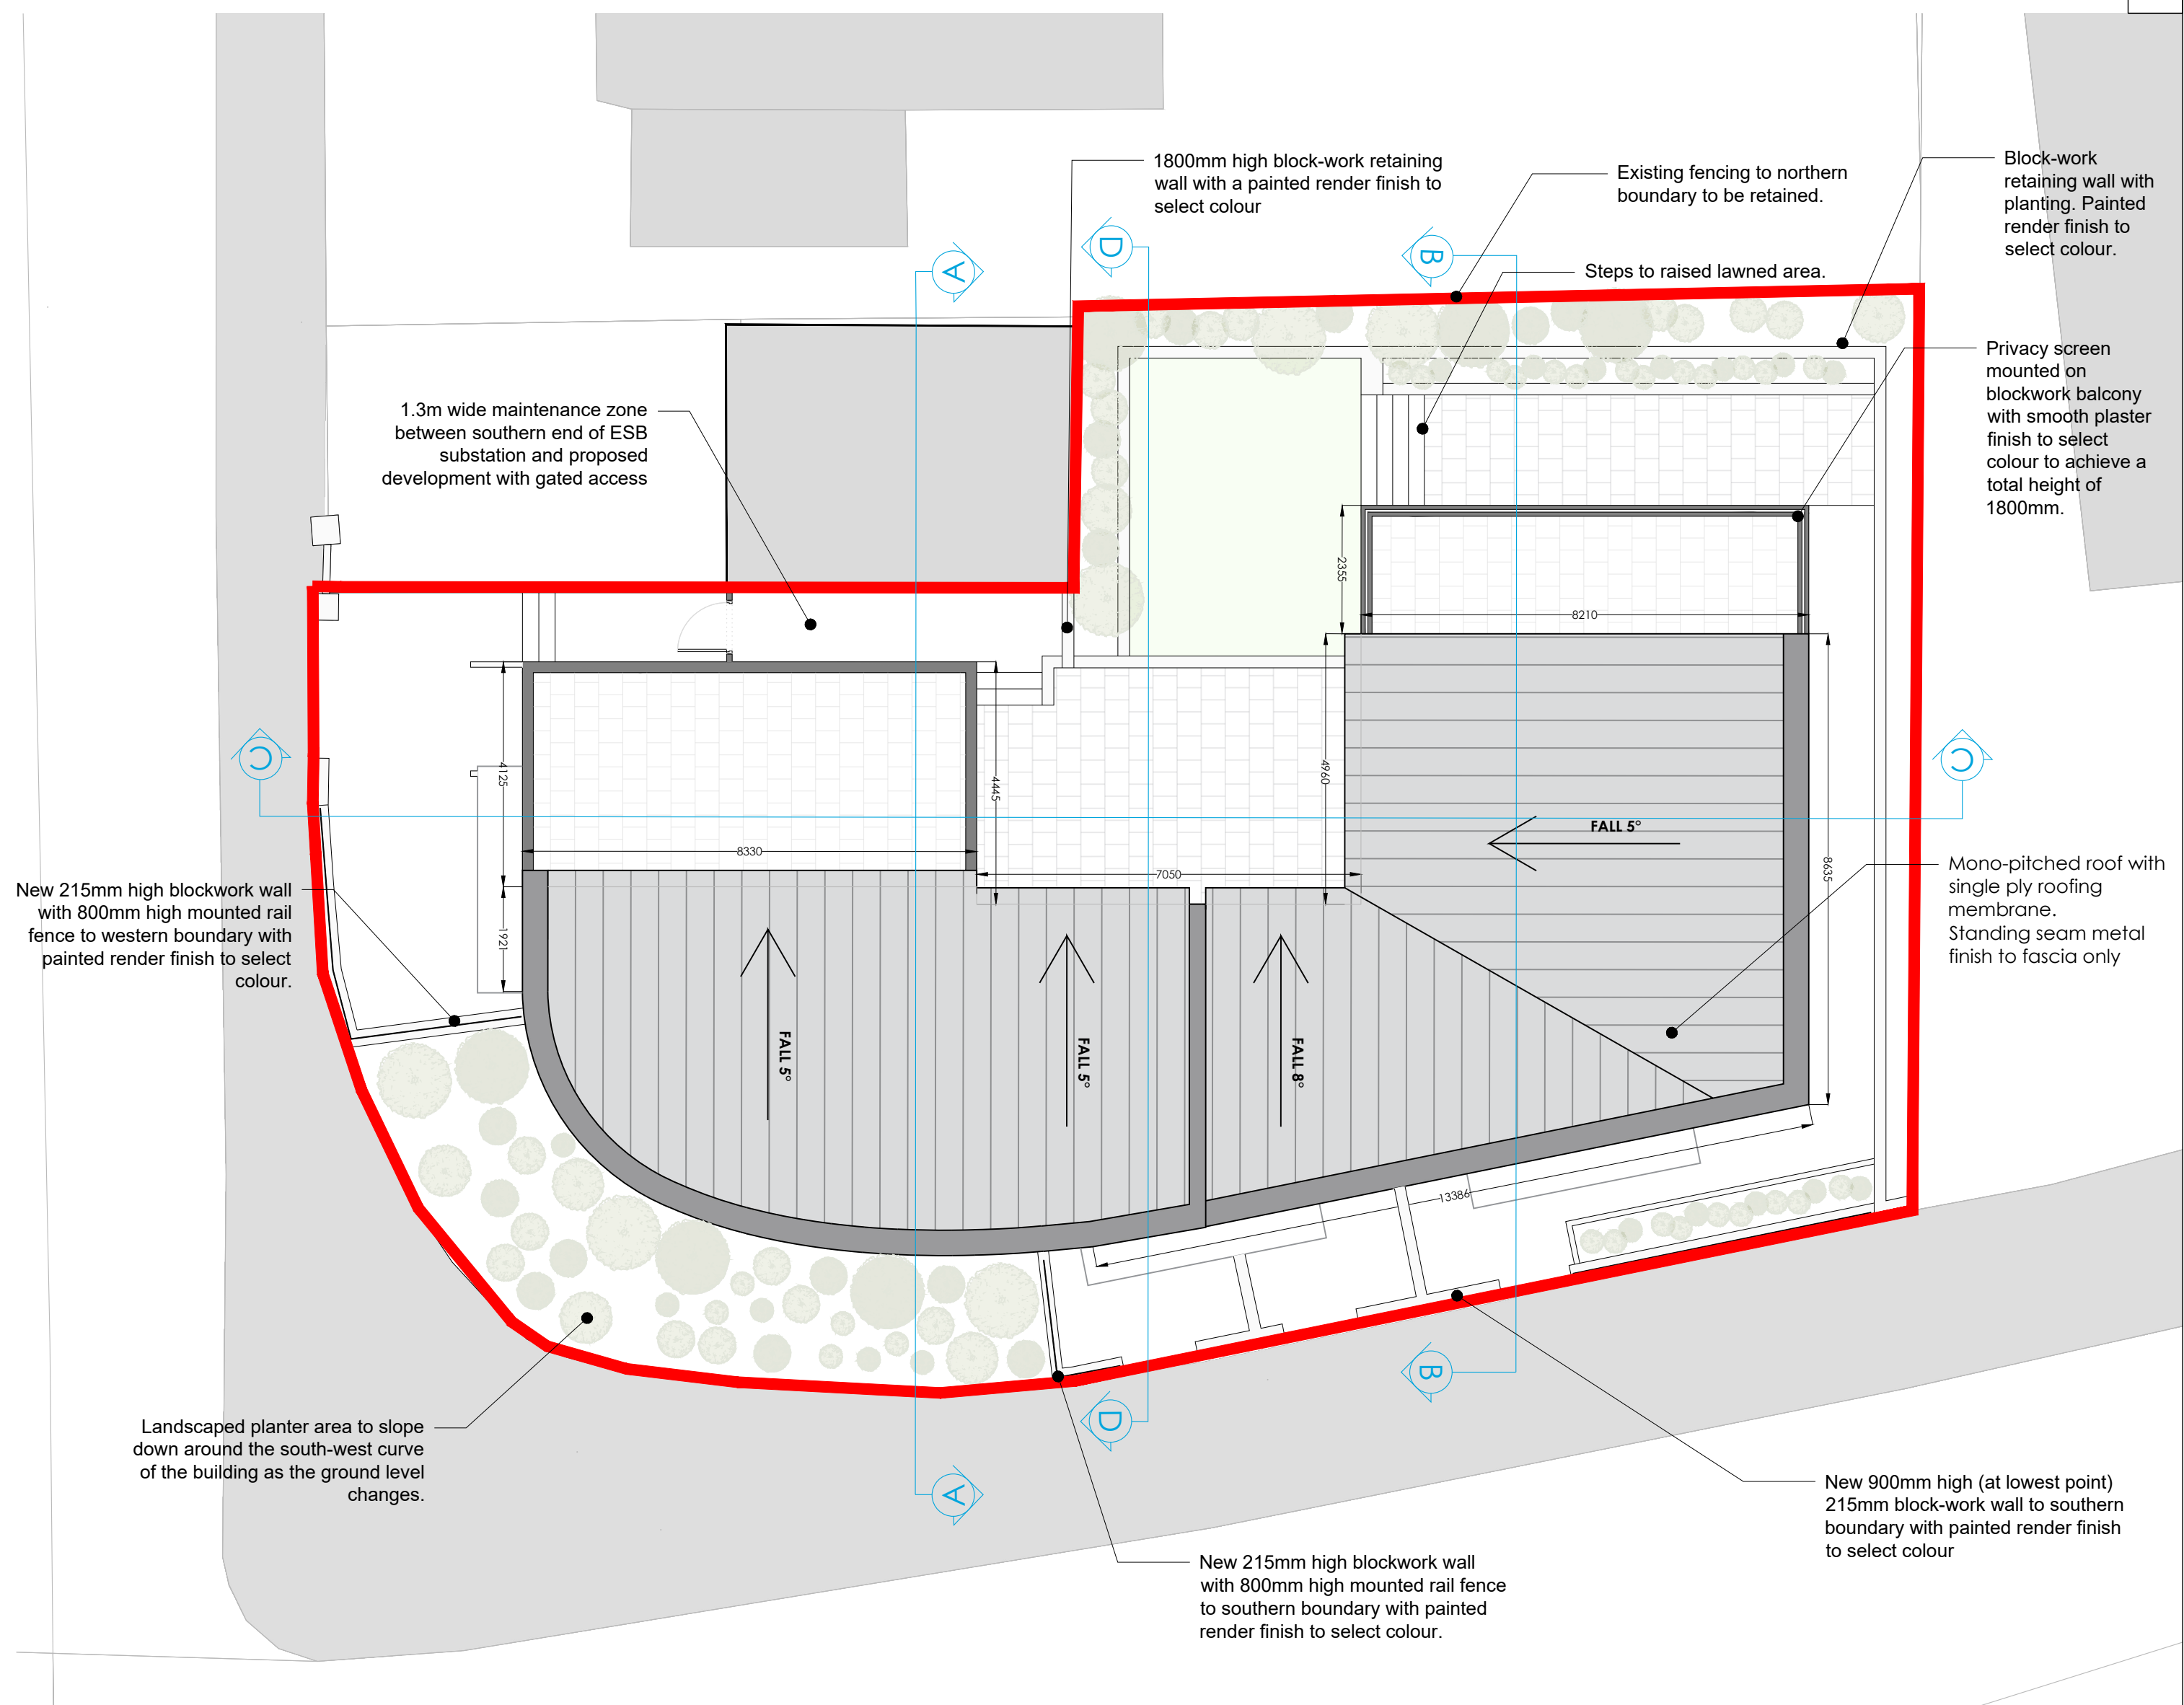 1800mm high block-work retaining
wall with a painted render finish to
select colour
Existing fencing to northern
boundary to be retained.
Block-work
retaining wall with
planting. Painted
render finish to
select colour.
D
B
A
Steps to raised lawned area.
Privacy screen
mounted on
blockwork balcony
with smooth plaster
finish to select
colour to achieve a
total height of
1800mm.
1.3m wide maintenance zone
between southern end of ESB
substation and proposed
development with gated access
2355
8210
C
C
4125
4445
4960
FALL 5°
8330
7050
8635
Mono-pitched roof with
single ply roofing
membrane.
Standing seam metal
finish to fascia only
New 215mm high blockwork wall
with 800mm high mounted rail
fence to western boundary with
painted render finish to select
colour.
1921
FALL 5°
FALL 5°
FALL 8°
13386
B
D
A
Landscaped planter area to slope
down around the south-west curve
of the building as the ground level
changes.
New 900mm high (at lowest point)
215mm block-work wall to southern
boundary with painted render finish
to select colour
New 215mm high blockwork wall
with 800mm high mounted rail fence
to southern boundary with painted
render finish to select colour.